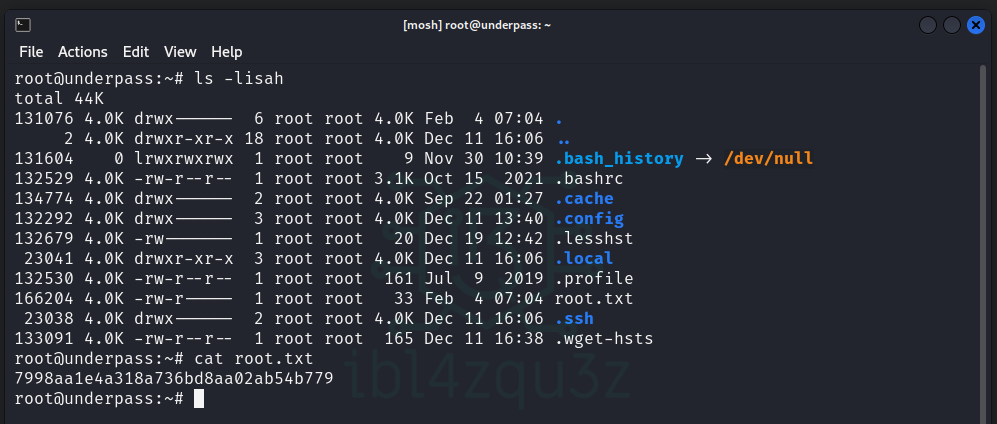 [mosh] root@underpass: ~
File Actions Edit View Help
root@underpass:~# ls -lisah
total 44K
131076 4.0K drwx------  6 root root 4.0K Feb  4 07:04 .
     2 4.0K drwxr-xr-x 18 root root 4.0K Dec 11 16:06 ..
131604    0 lrwxrwxrwx  1 root root    9 Nov 30 10:39 .bash_history -> /dev/null
132529 4.0K -rw-r--r--  1 root root 3.1K Oct 15  2021 .bashrc
134774 4.0K drwx------  2 root root 4.0K Sep 22 01:27 .cache
132292 4.0K drwx------  3 root root 4.0K Dec 11 13:40 .config
132679 4.0K -rw-------  1 root root   20 Dec 19 12:42 .lesshst
 23041 4.0K drwxr-xr-x  3 root root 4.0K Dec 11 16:06 .local
132530 4.0K -rw-r--r--  1 root root  161 Jul  9  2019 .profile
166204 4.0K -rw-r-----  1 root root   33 Feb  4 07:04 root.txt
 23038 4.0K drwx------  2 root root 4.0K Dec 11 16:06 .ssh
133091 4.0K -rw-r--r--  1 root root  165 Dec 11 16:38 .wget-hsts
root@underpass:~# cat root.txt
7998aa1e4a318a736bd8aa02ab54b779
root@underpass:~#
ibl4zqu3z